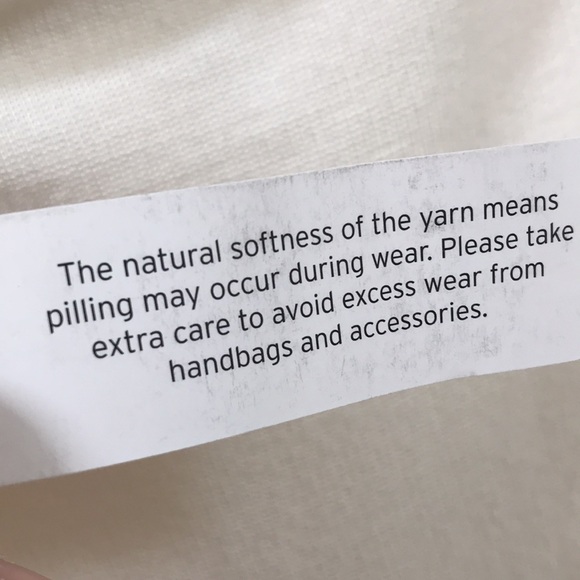 The natural softness of the yarn means
pilling may occur during wear. Please take
extra care to avoid excess wear from
handbags and accessories.